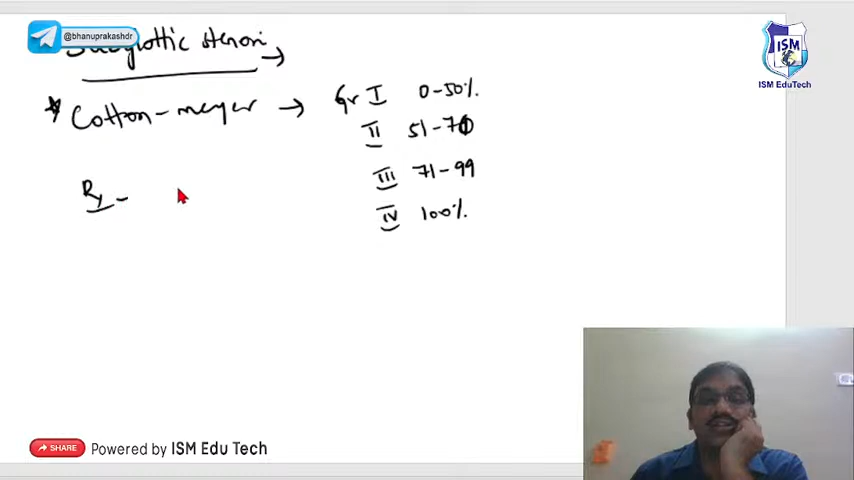 @bhanuprakashdr
Subglottic stenosi →
ISM
ISM EduTech
* Cotton-meyer → Gr I 0-50%.
II 51-70
III 71-99
IV 100%.
Rx -
SHARE Powered by ISM Edu Tech